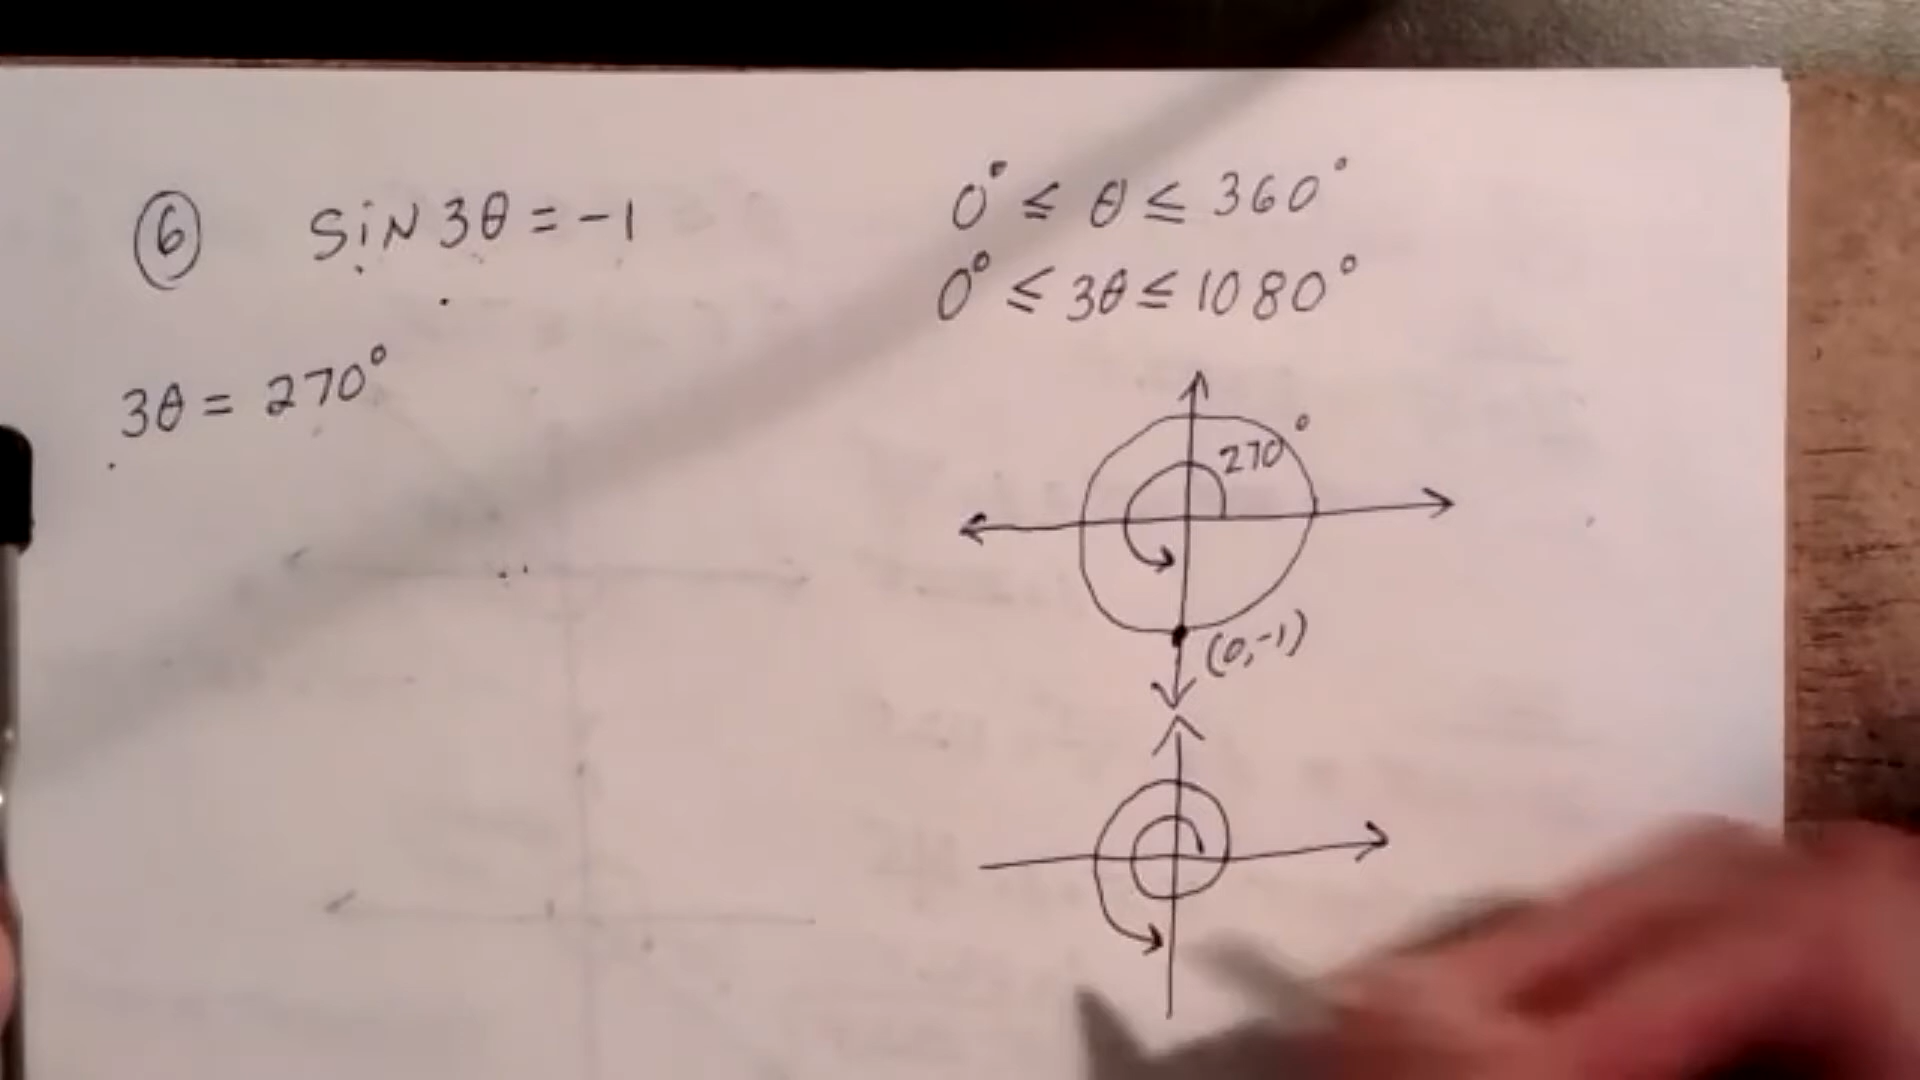 ⑥ SiN 3θ = -1
0° ≤ θ ≤ 360°
0° ≤ 3θ ≤ 1080°
3θ = 270°
270°
(0,-1)